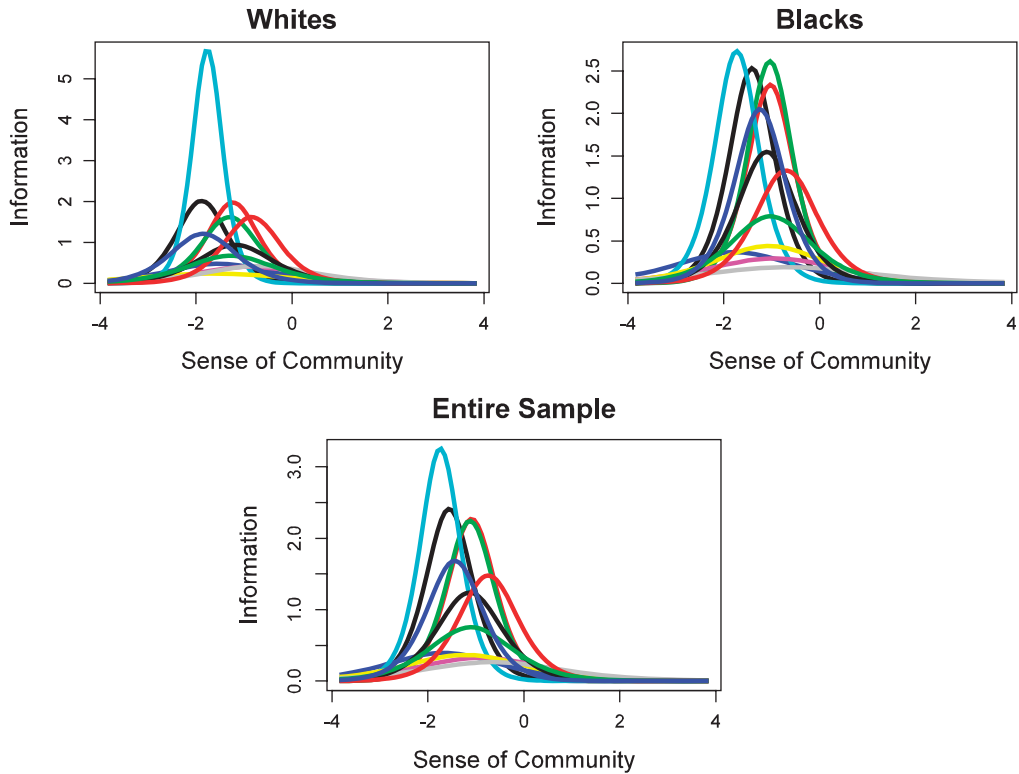 Whites
Information
5
4
3
2
1
0
-4 -2 0 2 4
Sense of Community
Blacks
Information
2.5
2.0
1.5
1.0
0.5
0.0
-4 -2 0 2 4
Sense of Community
Entire Sample
Information
3.0
2.0
1.0
0.0
-4 -2 0 2 4
Sense of Community